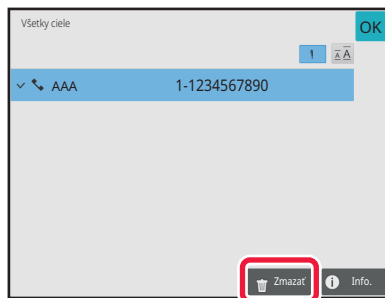 Všetky ciele
OK
1 A A
AAA 1-1234567890
Zmazať Info.